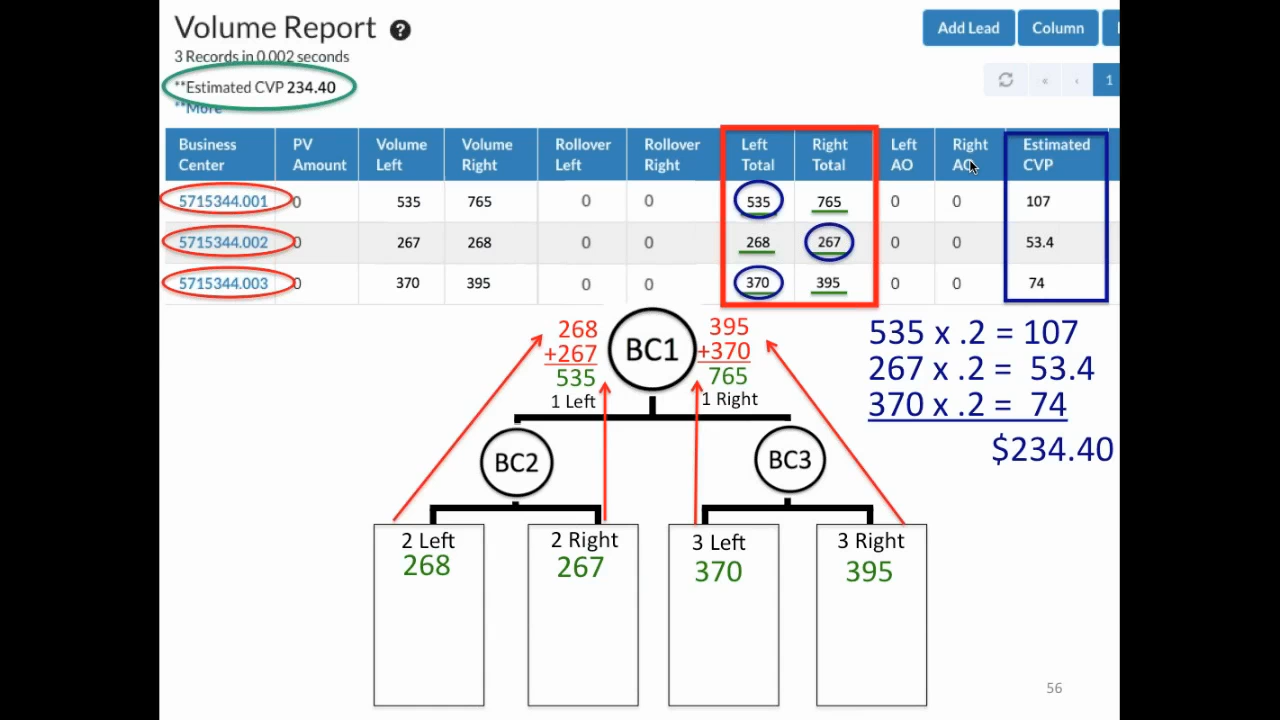 Volume Report ?
Add Lead Column
3 Records in 0.002 seconds
**Estimated CVP 234.40
**More
« ‹ 1
Business Center PV Amount Volume Left Volume Right Rollover Left Rollover Right Left Total Right Total Left AO Right AO Estimated CVP
5715344.001 0 535 765 0 0 535 765 0 0 107
5715344.002 0 267 268 0 0 268 267 0 0 53.4
5715344.003 0 370 395 0 0 370 395 0 0 74
268 395
+267 BC1 +370
535 765
1 Left 1 Right
535 x .2 = 107
267 x .2 = 53.4
370 x .2 = 74
$234.40
BC2 BC3
2 Left 2 Right 3 Left 3 Right
268 267 370 395
56